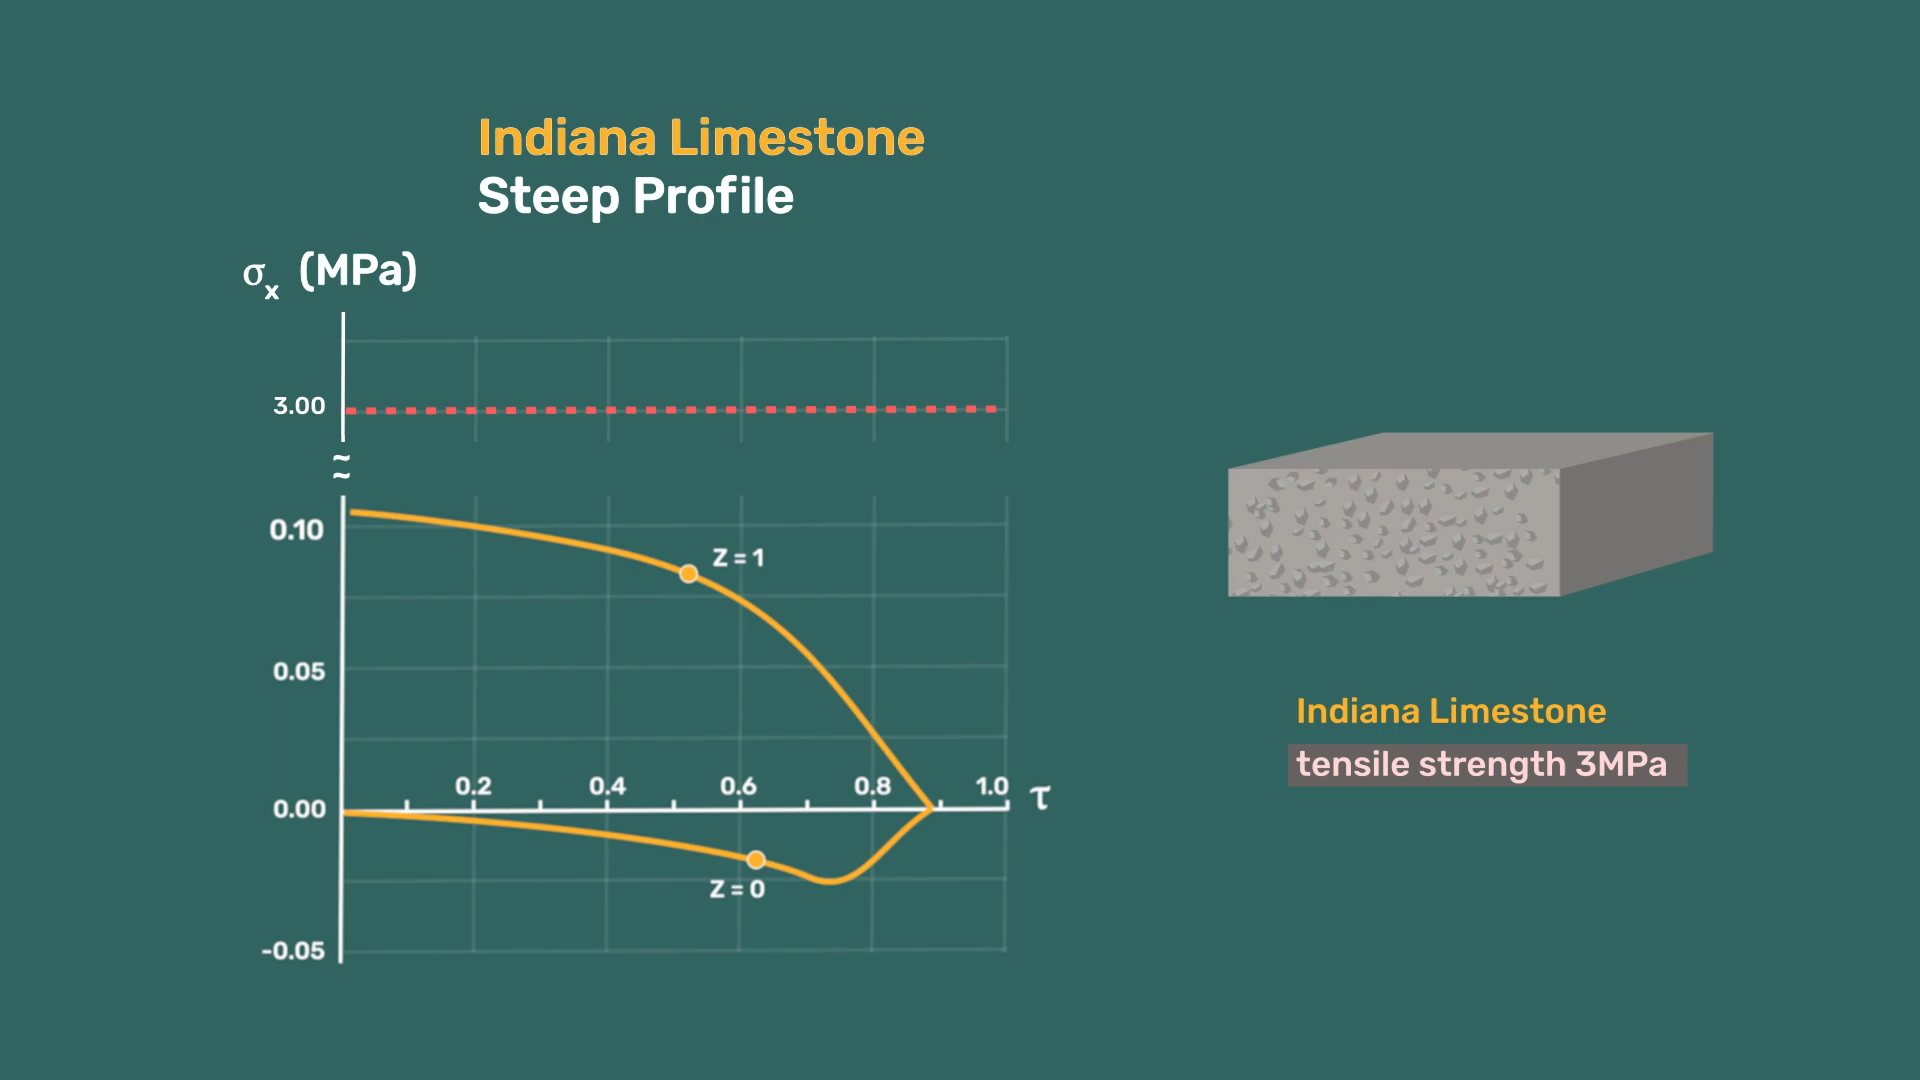 Indiana Limestone
Steep Profile
σx (MPa)
3.00
≈
0.10
Z = 1
0.05
0.2 0.4 0.6 0.8 1.0 τ
0.00
Z = 0
-0.05
Indiana Limestone
tensile strength 3MPa